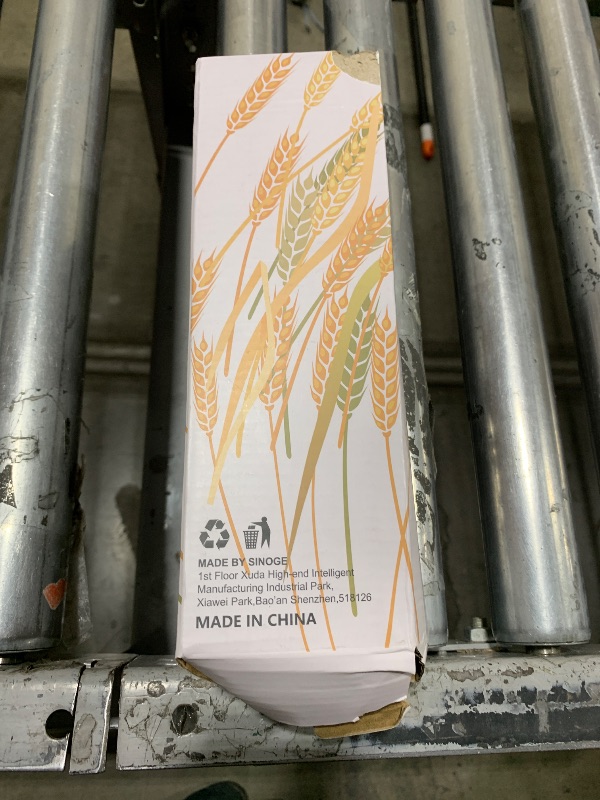 MADE BY SINOGE
1st Floor Xuda High-end Intelligent
Manufacturing Industrial Park,
Xiawei Park,Bao'an Shenzhen,518126
MADE IN CHINA